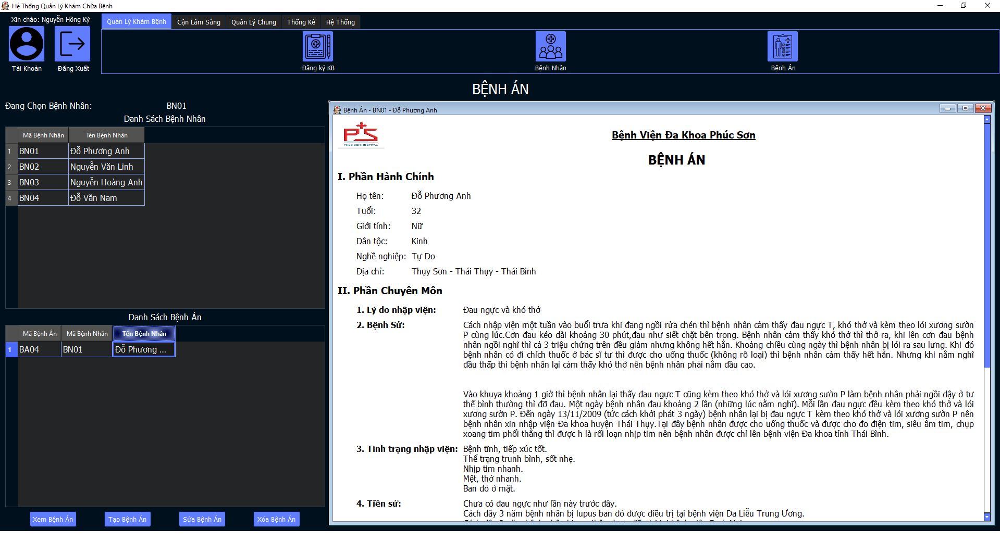 Hệ Thống Quản Lý Khám Chữa Bệnh
Xin chào: Nguyễn Hồng Kỳ
Quản Lý Khám Bệnh
Cận Lâm Sàng
Quản Lý Chung
Thống Kê
Hệ Thống
Tài Khoản
Đăng Xuất
Đăng ký KB
Bệnh Nhân
Bệnh Án
BỆNH ÁN
Đang Chọn Bệnh Nhân: BN01
Danh Sách Bệnh Nhân
Mã Bệnh Nhân Tên Bệnh Nhân
1 BN01 Đỗ Phương Anh
2 BN02 Nguyễn Văn Linh
3 BN03 Nguyễn Hoàng Anh
4 BN04 Đỗ Văn Nam
Danh Sách Bệnh Án
Mã Bệnh Án Mã Bệnh Nhân Tên Bệnh Nhân
1 BA04 BN01 Đỗ Phương ...
Xem Bệnh Án
Tạo Bệnh Án
Sửa Bệnh Án
Xóa Bệnh Án
Bệnh Án - BN01 - Đỗ Phương Anh
PS
PHUC SON HOSPITAL
Bệnh Viện Đa Khoa Phúc Sơn
BỆNH ÁN
I. Phần Hành Chính
Họ tên: Đỗ Phương Anh
Tuổi: 32
Giới tính: Nữ
Dân tộc: Kinh
Nghề nghiệp: Tự Do
Địa chỉ: Thụy Sơn - Thái Thụy - Thái Bình
II. Phần Chuyên Môn
1. Lý do nhập viện: Đau ngực và khó thở
2. Bệnh Sử: Cách nhập viện một tuần vào buổi trưa khi đang ngồi rửa chén thì bệnh nhân cảm thấy đau ngực T, khó thở và kèm theo lói xương sườn
P cùng lúc.Cơn đau kéo dài khoảng 30 phút,đau như siết chặt bên trong. Bệnh nhân cảm thấy khó thở thì thở ra, khi lên cơn đau bệnh
nhân ngồi nghĩ thì cả 3 triệu chứng trên đều giảm nhưng không hết hẳn. Khoảng chiều cùng ngày thì bệnh nhân bị lói ra sau lưng. Khi đó
bệnh nhân có đi chích thuốc ở bác sĩ tư thì được cho uống thuốc (không rõ loại) thì bệnh nhân cảm thấy hết hẳn. Nhưng khi nằm nghĩ
đầu thấp thì bệnh nhân lại cảm thấy khó thở nên bệnh nhân phải nằm đầu cao.
Vào khuya khoảng 1 giờ thì bệnh nhân lại thấy đau ngực T cũng kèm theo khó thở và lói xương sườn P làm bệnh nhân phải ngồi dậy ở tư
thế bình thường thì đỡ đau. Một ngày bệnh nhân đau khoảng 2 lần (những lúc nằm nghĩ). Mỗi lần đau ngực đều kèm theo khó thở và lói
xương sườn P. Đến ngày 13/11/2009 (tức cách khởi phát 3 ngày) bệnh nhân lại bị đau ngực T kèm theo khó thở và lói xương sườn P nên
bệnh nhân xin nhập viện Đa khoa huyện Thái Thụy.Tại đây bệnh nhân được cho uống thuốc và được cho đo điện tim, siêu âm tim, chụp
xoang tim phổi thẳng thì được h là rối loạn nhịp tim nên bệnh nhân được chỉ lên bệnh viện Đa khoa tỉnh Thái Bình.
3. Tình trạng nhập viện: Bệnh tĩnh, tiếp xúc tốt.
Thể trạng trunh bình, sốt nhẹ.
Nhịp tim nhanh.
Mệt, thở nhanh.
Ban đỏ ở mặt.
4. Tiền sử: Chưa có đau ngực như lần này trước đây.
Cách đây 3 năm bệnh nhân bị lupus ban đỏ được điều trị tại bệnh viện Da Liễu Trung Ương.